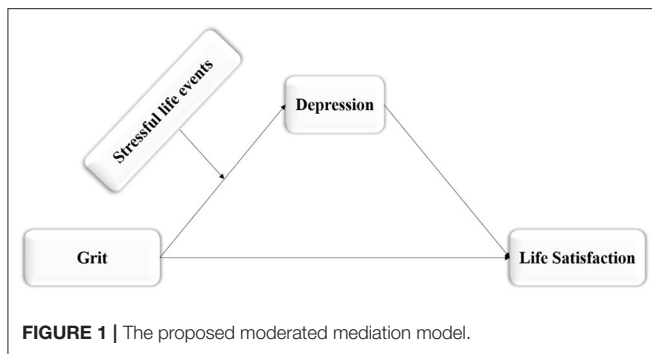 Stressful life events
Depression
Grit
Life Satisfaction
FIGURE 1 | The proposed moderated mediation model.